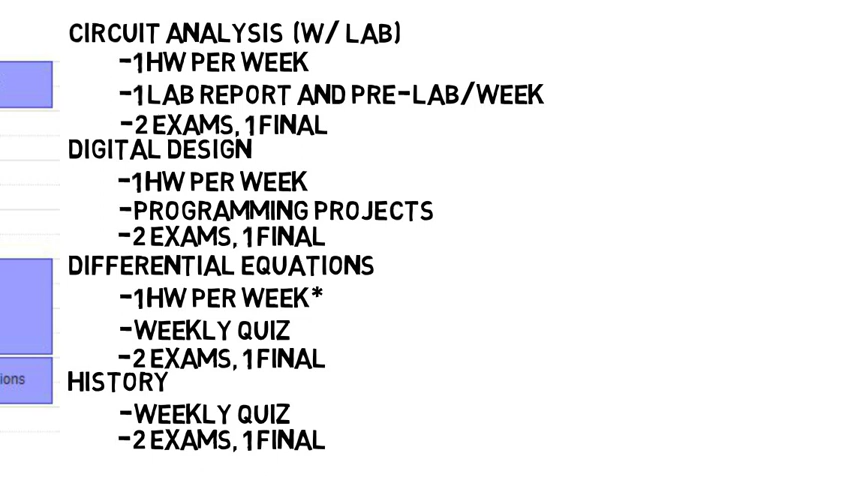 CIRCUIT ANALYSIS (W/ LAB)
-1 HW PER WEEK
-1 LAB REPORT AND PRE-LAB/WEEK
-2 EXAMS, 1 FINAL
DIGITAL DESIGN
-1 HW PER WEEK
-PROGRAMMING PROJECTS
-2 EXAMS, 1 FINAL
DIFFERENTIAL EQUATIONS
-1 HW PER WEEK*
-WEEKLY QUIZ
-2 EXAMS, 1 FINAL
ions
HISTORY
-WEEKLY QUIZ
-2 EXAMS, 1 FINAL